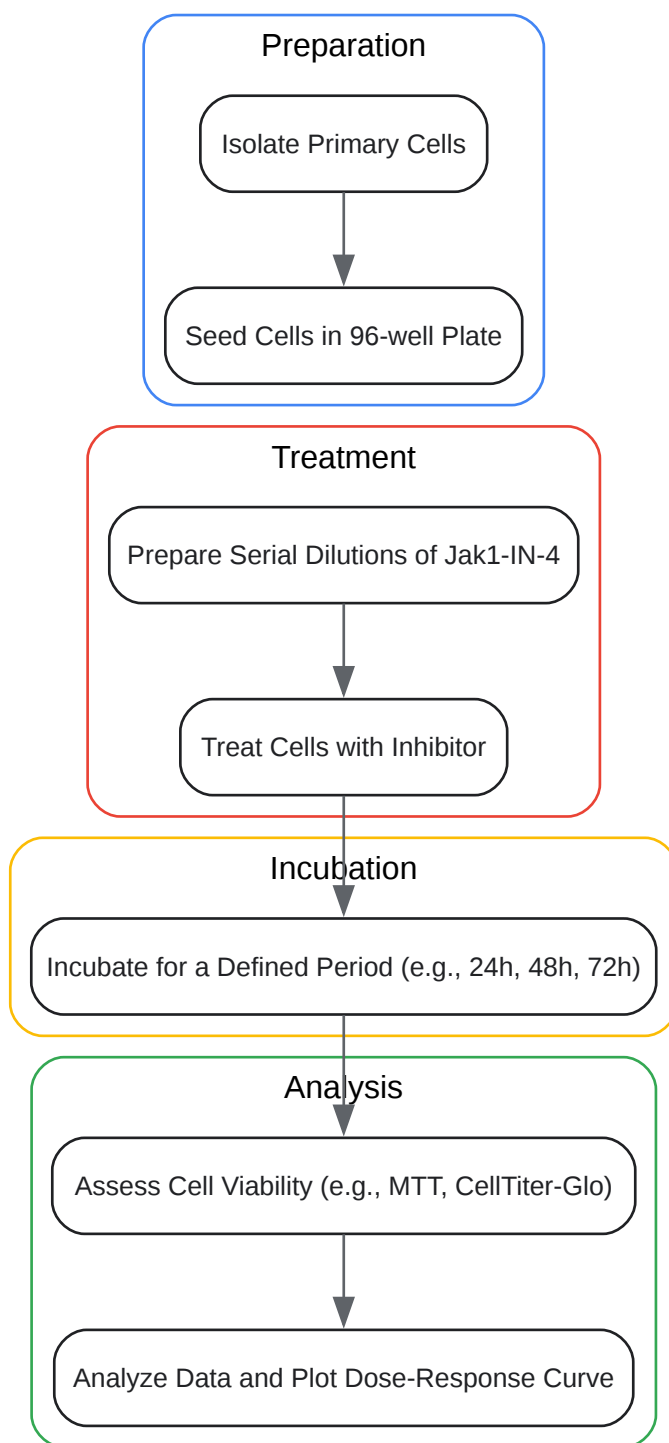 Preparation
Isolate Primary Cells
Seed Cells in 96-well Plate
Treatment
Prepare Serial Dilutions of Jak1-IN-4
Treat Cells with Inhibitor
Incubation
Incubate for a Defined Period (e.g., 24h, 48h, 72h)
Analysis
Assess Cell Viability (e.g., MTT, CellTiter-Glo)
Analyze Data and Plot Dose-Response Curve